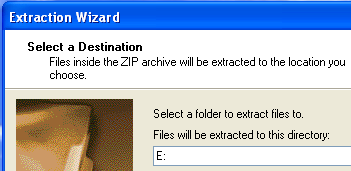 Extraction Wizard
Select a Destination
Files inside the ZIP archive will be extracted to the location you
choose.
Select a folder to extract files to.
Files will be extracted to this directory:
E: